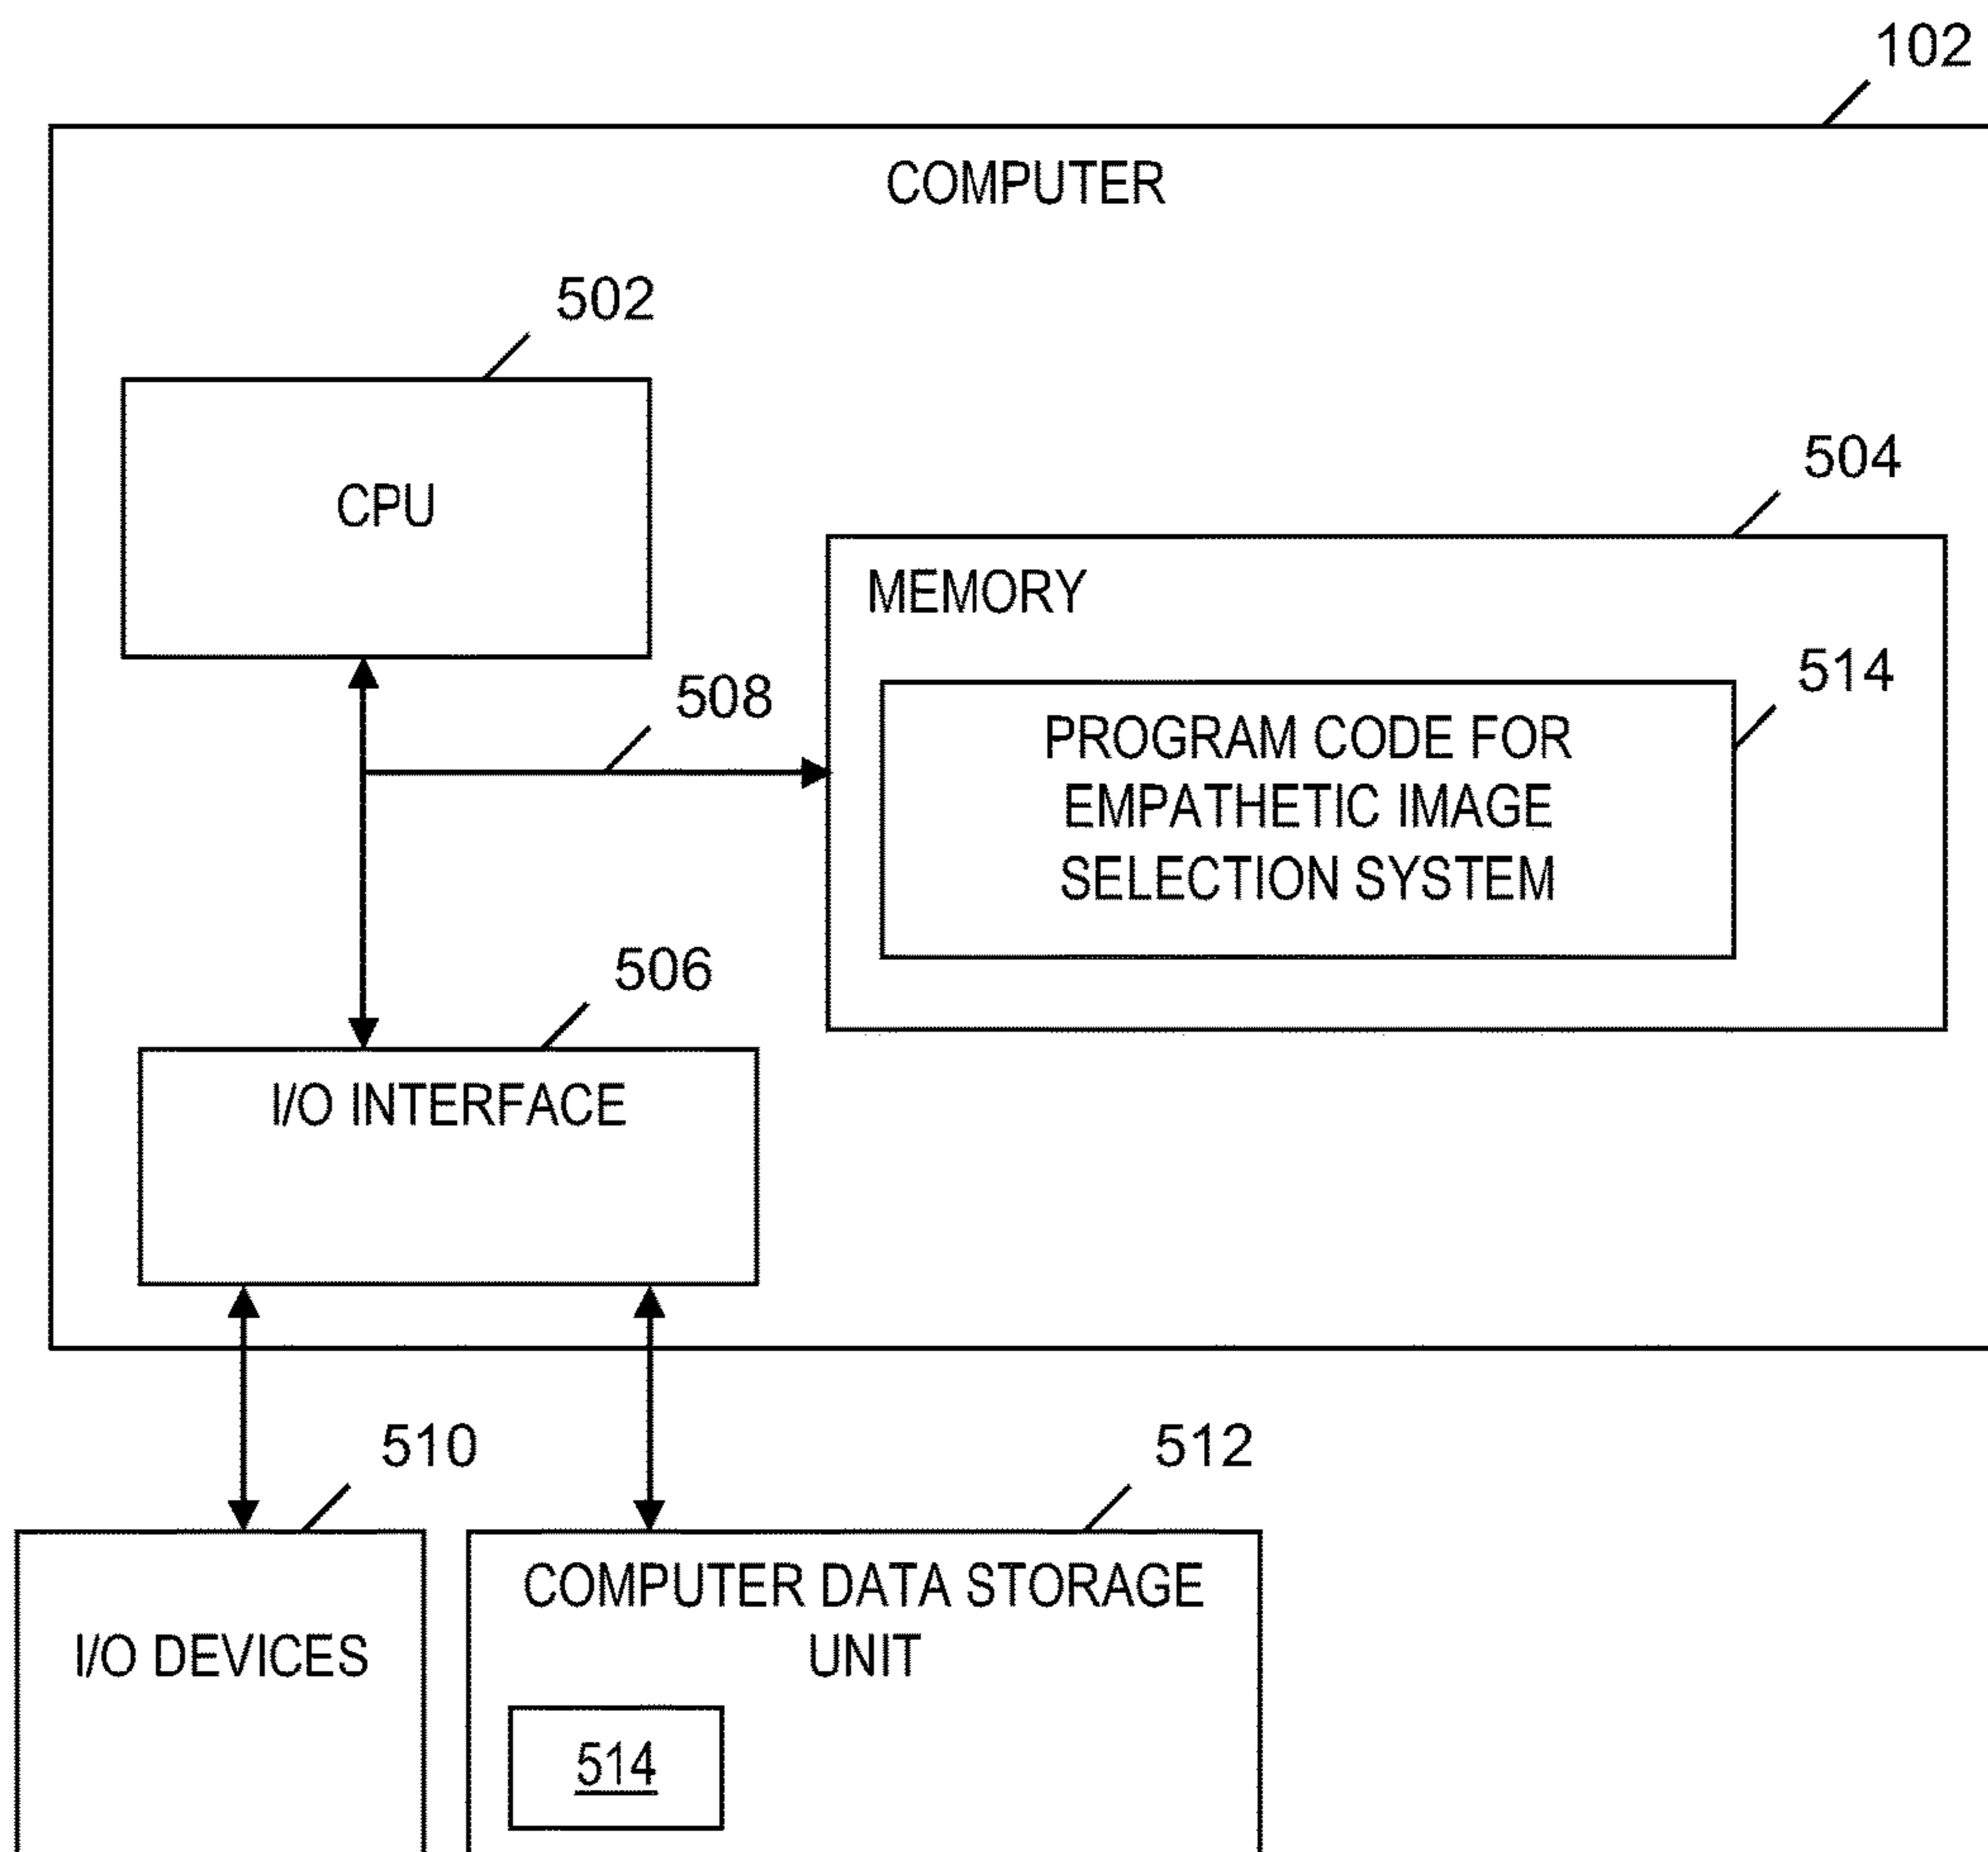 102
COMPUTER
502
CPU
504
MEMORY
508
514
PROGRAM CODE FOR
EMPATHETIC IMAGE
SELECTION SYSTEM
506
I/O INTERFACE
510
512
I/O DEVICES
COMPUTER DATA STORAGE
UNIT
514